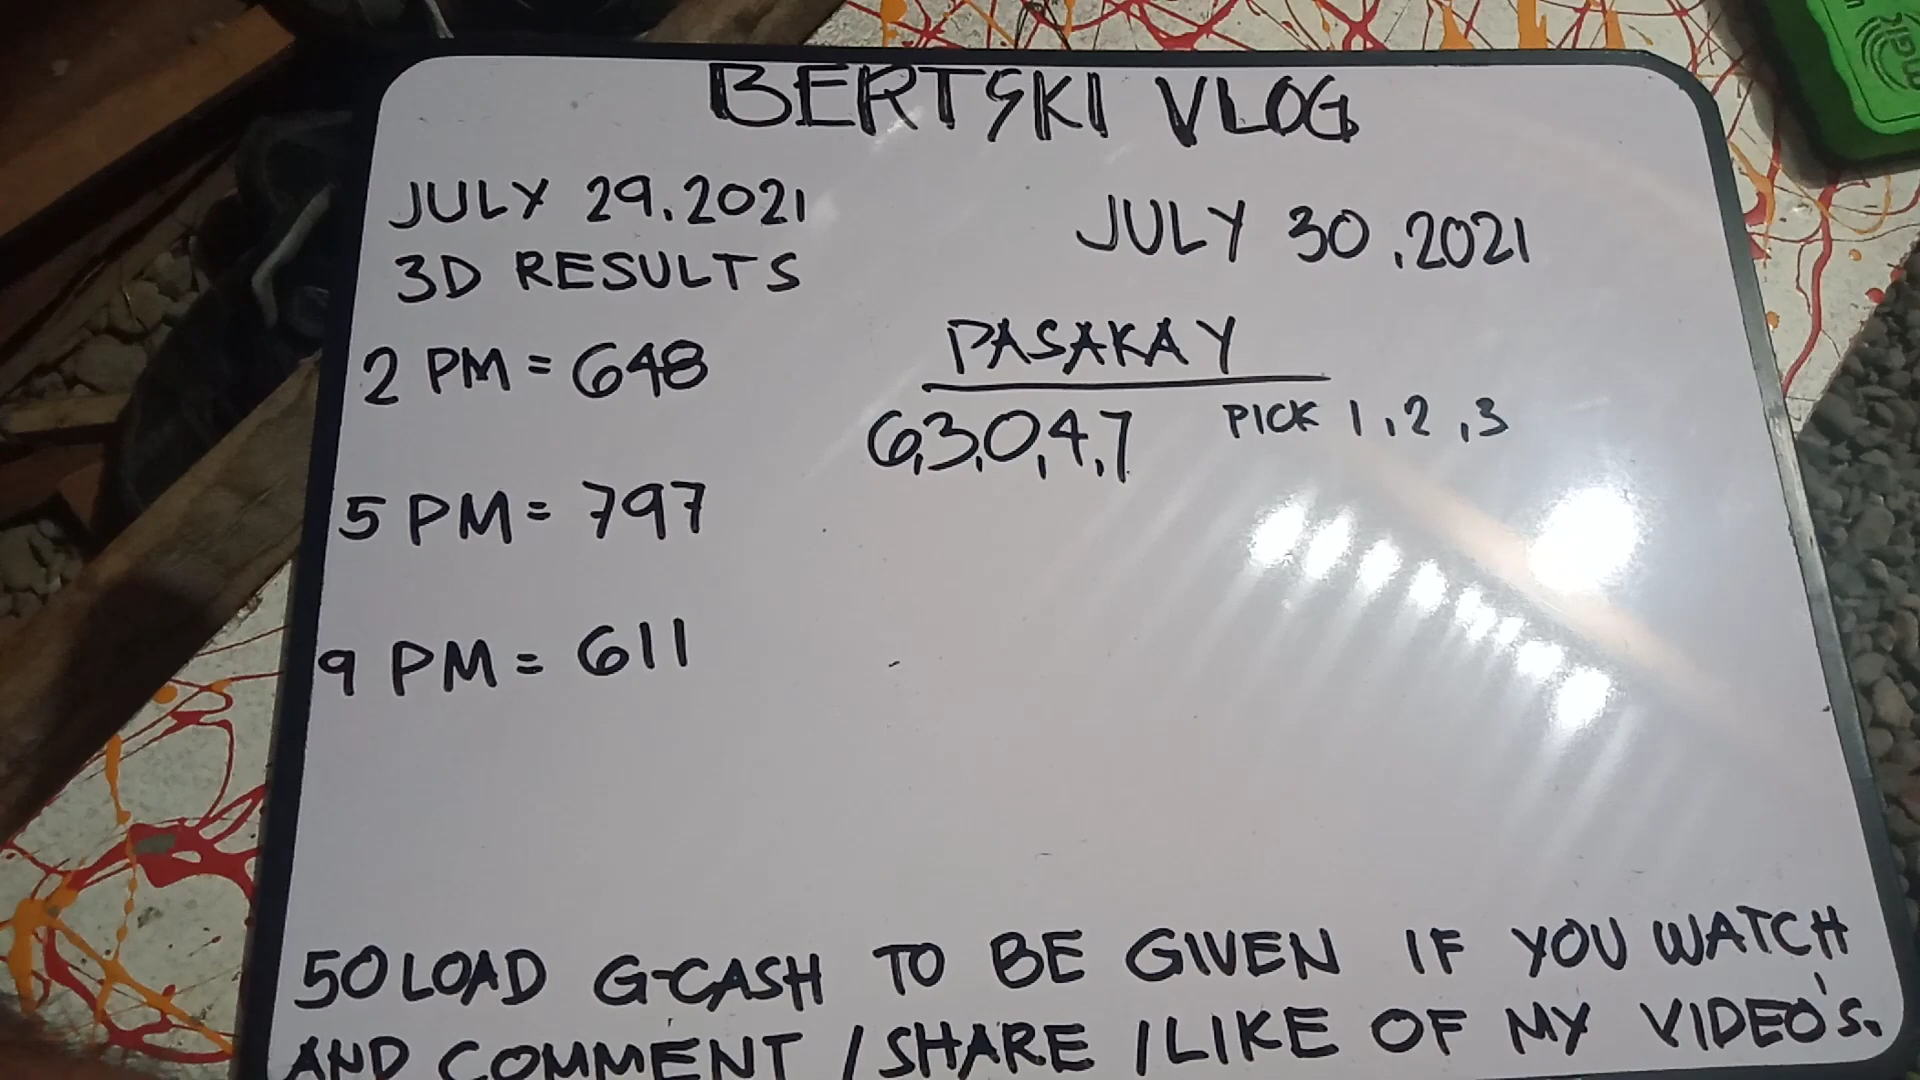 BERTSKI VLOG
JULY 29.2021
3D RESULTS
2 PM = 648
5 PM = 797
9 PM = 611
JULY 30.2021
PASAKAY
6,3,0,4,7 PICK 1,2,3
50 LOAD G-CASH TO BE GIVEN IF YOU WATCH
AND COMMENT / SHARE / LIKE OF MY VIDEO'S.